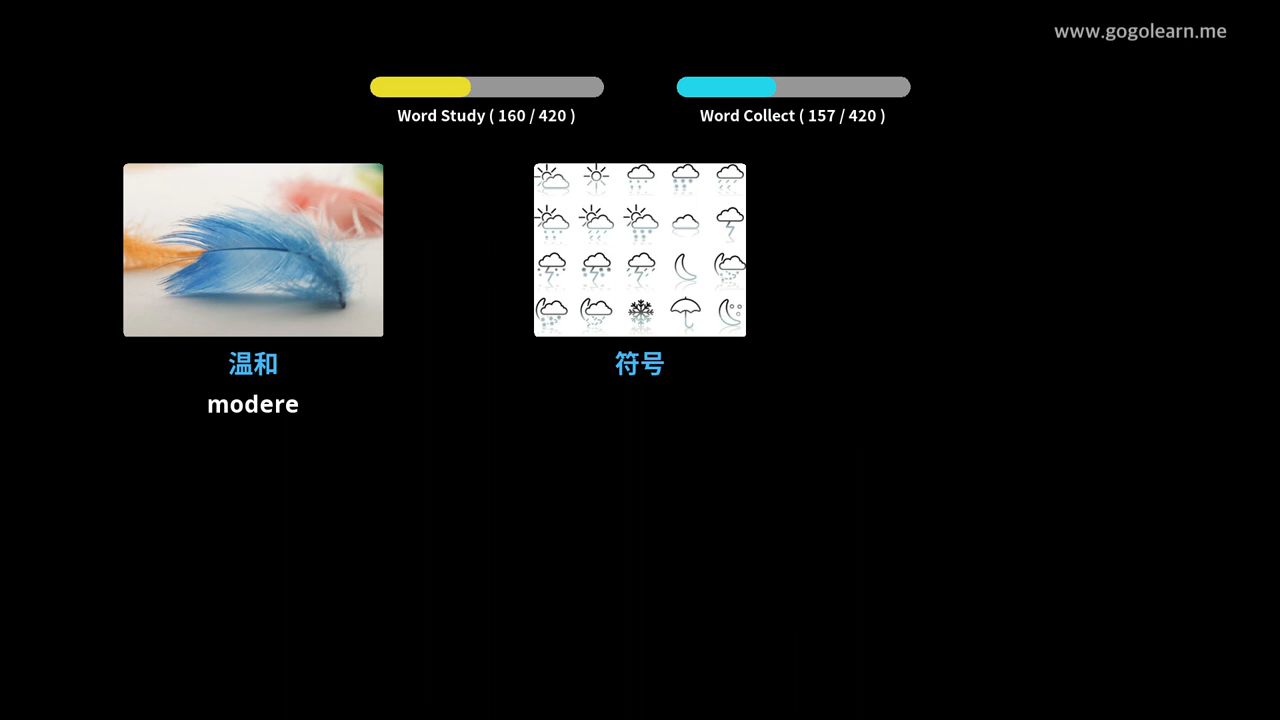 www.gogolearn.me
Word Study ( 160 / 420 )
Word Collect ( 157 / 420 )
温和
符号
modere